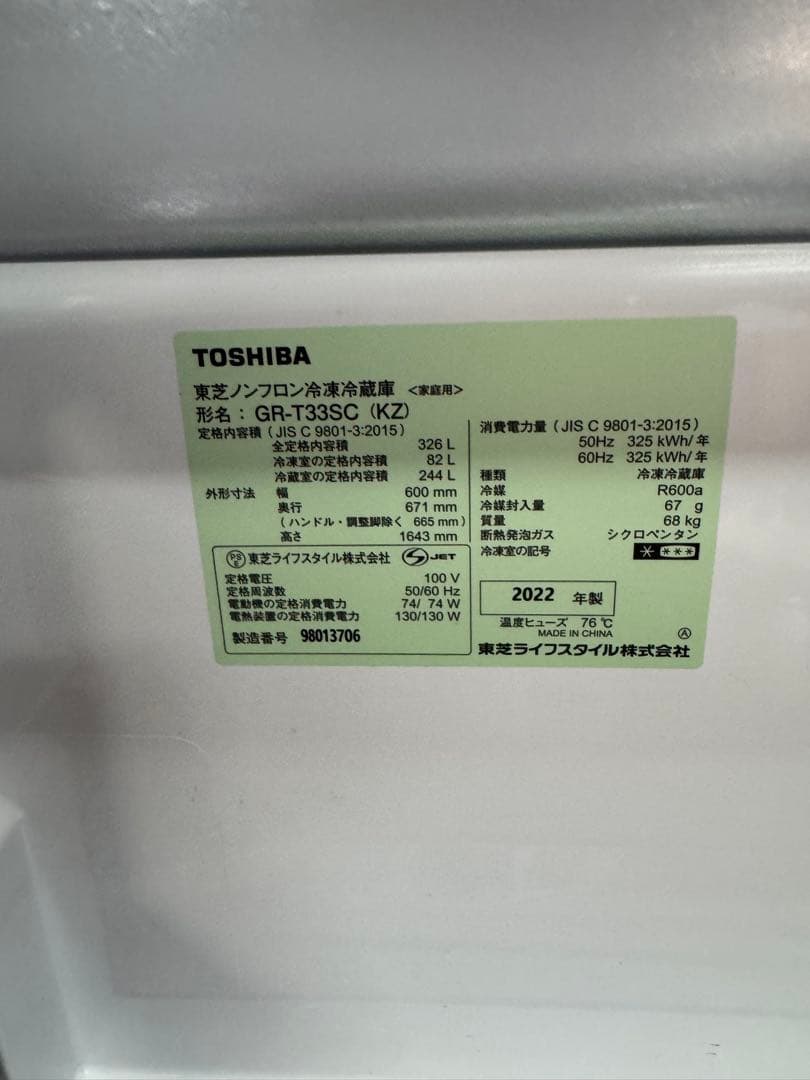 TOSHIBA
東芝ノンフロン冷凍冷蔵庫 <家庭用>
形名: GR-T33SC (KZ)
定格内容積 (JIS C 9801-3:2015)
全定格内容積 326 L
冷凍室の定格内容積 82 L
冷蔵室の定格内容積 244 L
外形寸法 幅 600 mm
奥行 671 mm
(ハンドル・調整脚除く 665 mm)
高さ 1643 mm
PS E 東芝ライフスタイル株式会社 S JET
定格電圧 100 V
定格周波数 50/60 Hz
電動機の定格消費電力 74/ 74 W
電熱装置の定格消費電力 130/130 W
製造番号 98013706
消費電力量 (JIS C 9801-3:2015)
50Hz 325 kWh/年
60Hz 325 kWh/年
種類 冷凍冷蔵庫
冷媒 R600a
冷媒封入量 67 g
質量 68 kg
断熱発泡ガス シクロペンタン
冷凍室の記号 * ***
2022 年製
温度ヒューズ 76 ℃
MADE IN CHINA Ⓐ
東芝ライフスタイル株式会社